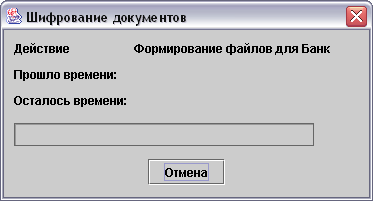 Шифрование документов
Действие Формирование файлов для Банк
Прошло времени:
Осталось времени:
Отмена